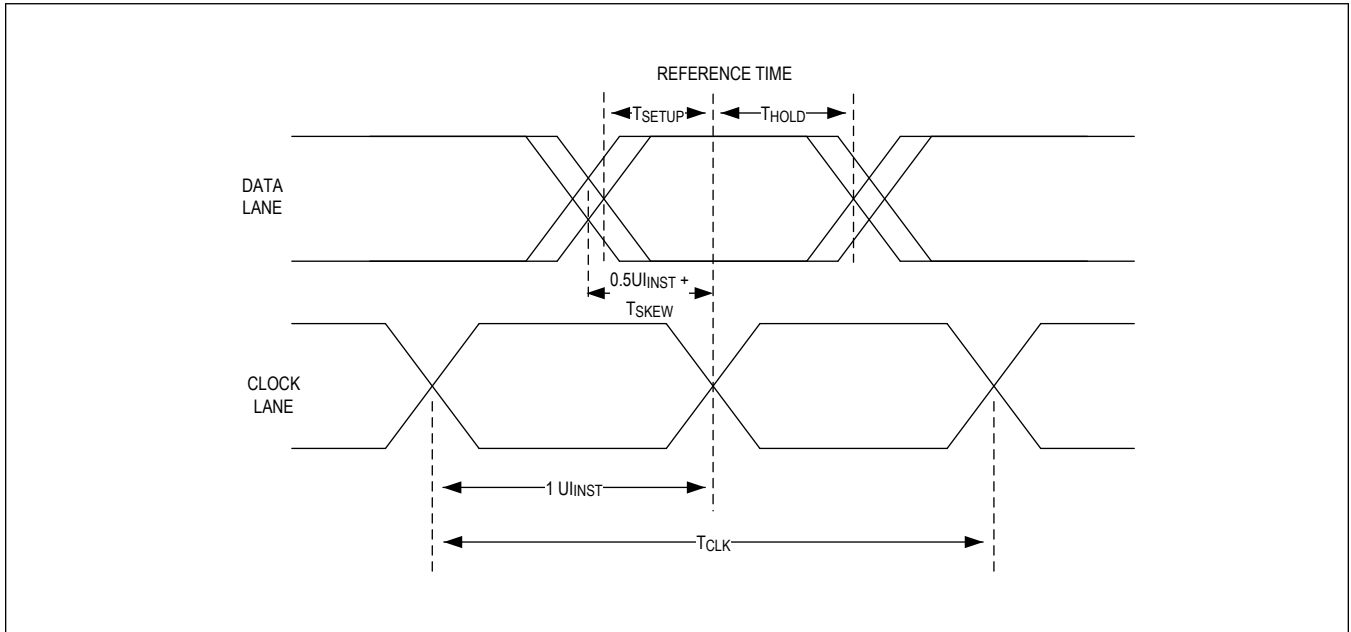 REFERENCE TIME
TSETUP
THOLD
DATA
LANE
0.5UIINST +
TSKEW
CLOCK
LANE
1 UIINST
TCLK